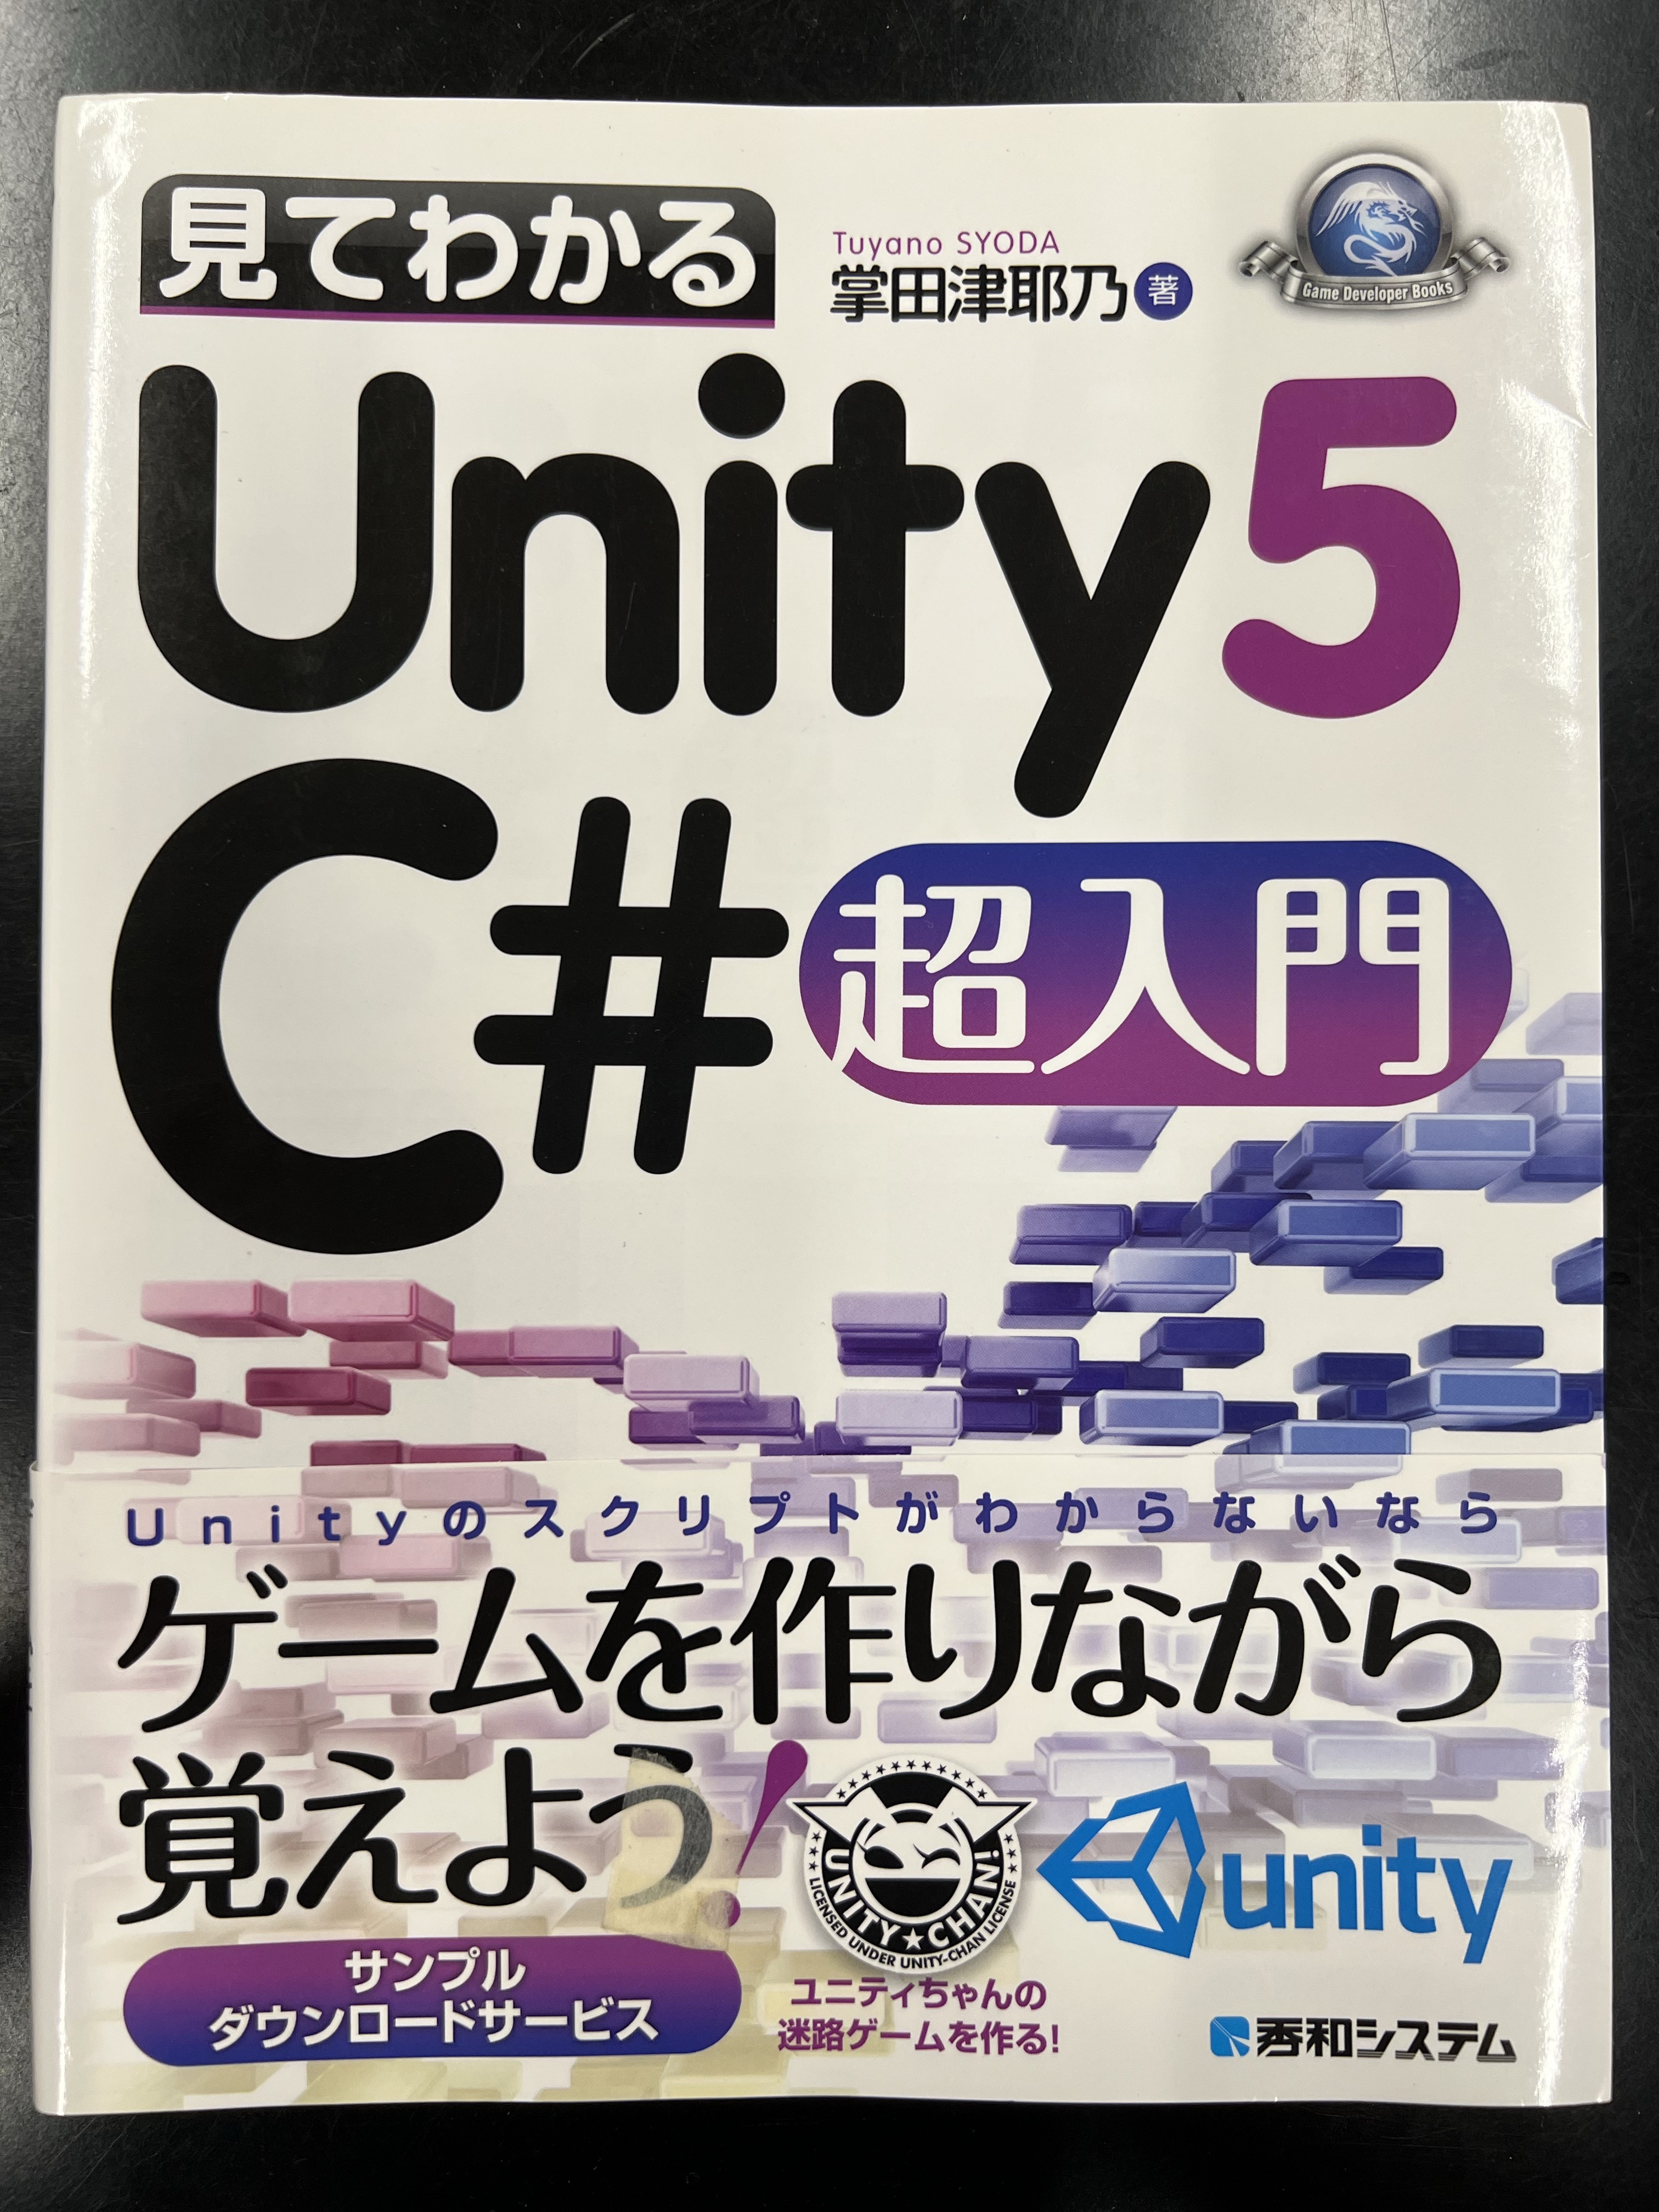 見てわかる
Tuyano SYODA
掌田津耶乃 著
Game Developer Books
Unity5
C# 超入門
Unityのスクリプトがわからないなら
ゲームを作りながら
覚えよう!
サンプル
ダウンロードサービス
UNITY★CHAN!
LICENSED UNDER UNITY-CHAN LICENSE
ユニティちゃんの
迷路ゲームを作る!
unity
秀和システム